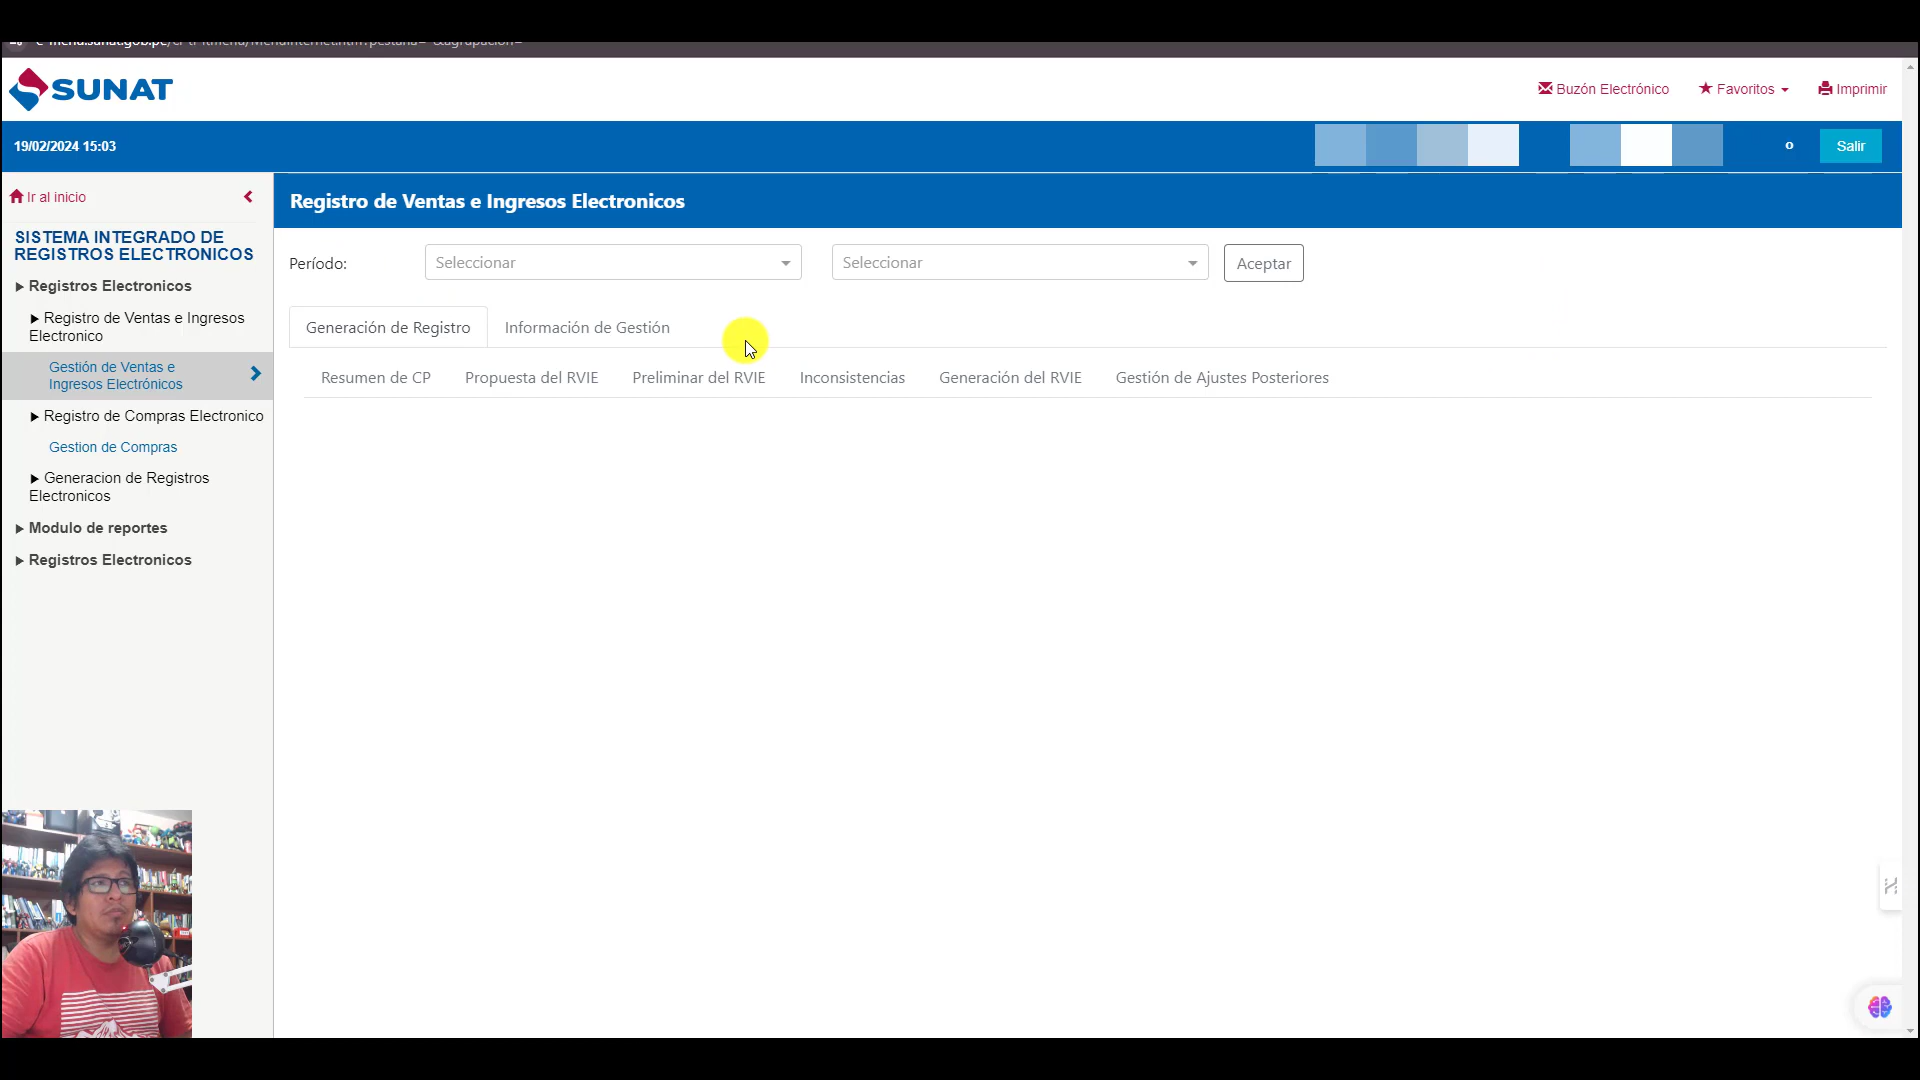 SUNAT
Buzón Electrónico
Favoritos
Imprimir
19/02/2024 15:03
o
Salir
Ir al inicio
Registro de Ventas e Ingresos Electronicos
SISTEMA INTEGRADO DE
REGISTROS ELECTRONICOS
Registros Electronicos
Registro de Ventas e Ingresos
Electronico
Gestión de Ventas e
Ingresos Electrónicos
Registro de Compras Electronico
Gestion de Compras
Generacion de Registros
Electronicos
Modulo de reportes
Registros Electronicos
Período:
Seleccionar
Seleccionar
Aceptar
Generación de Registro
Información de Gestión
Resumen de CP
Propuesta del RVIE
Preliminar del RVIE
Inconsistencias
Generación del RVIE
Gestión de Ajustes Posteriores